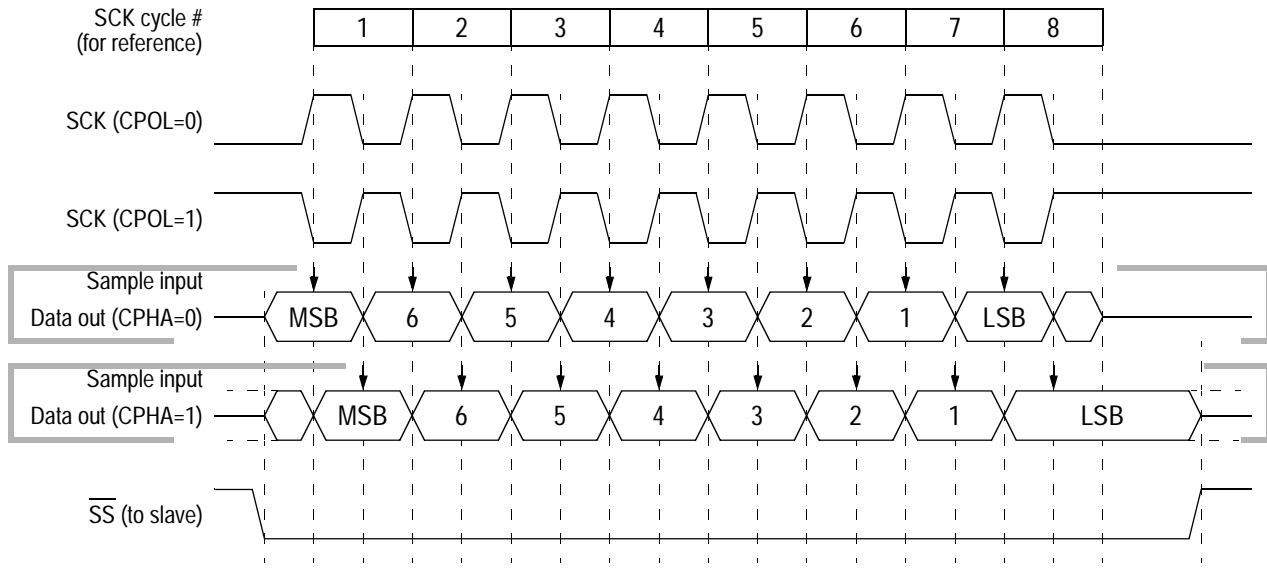 SCK cycle #
(for reference)
1 2 3 4 5 6 7 8
SCK (CPOL=0)
SCK (CPOL=1)
Sample input
Data out (CPHA=0)
MSB 6 5 4 3 2 1 LSB
Sample input
Data out (CPHA=1)
MSB 6 5 4 3 2 1 LSB
S̅S̅ (to slave)